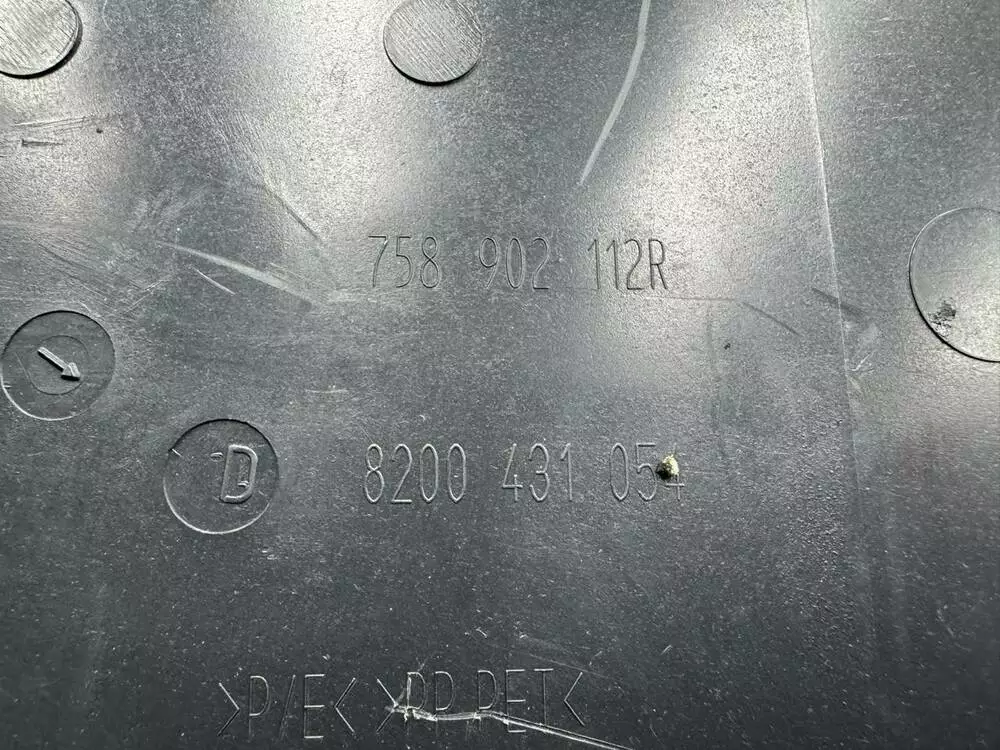 758 902 112R
D
8200 431 054
>P/E< >PP PET<